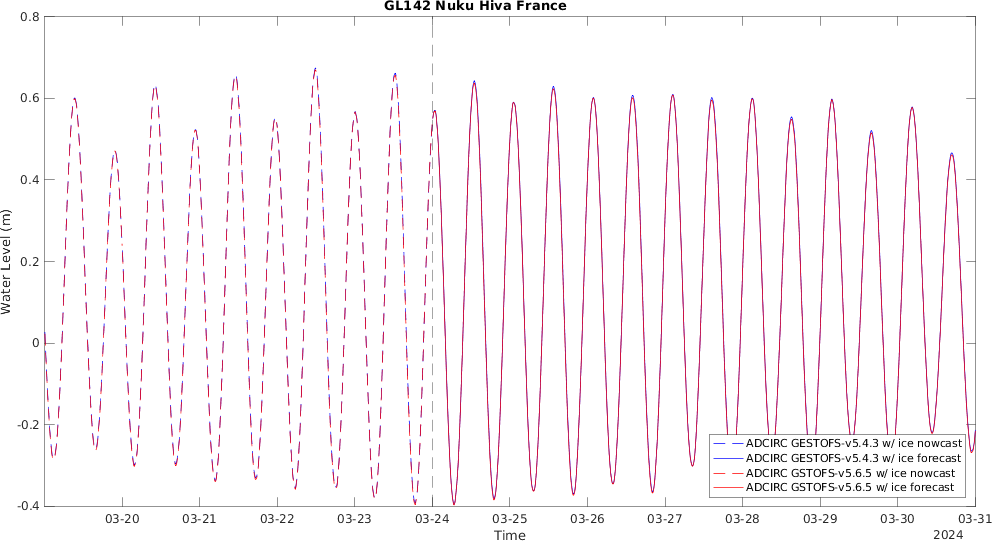 GL142 Nuku Hiva France
Water Level (m)
0.8
0.6
0.4
0.2
0
-0.2
-0.4
ADCIRC GESTOFS-v5.4.3 w/ ice nowcast
ADCIRC GESTOFS-v5.4.3 w/ ice forecast
ADCIRC GSTOFS-v5.6.5 w/ ice nowcast
ADCIRC GSTOFS-v5.6.5 w/ ice forecast
03-20 03-21 03-22 03-23 03-24 03-25 03-26 03-27 03-28 03-29 03-30 03-31
Time
2024